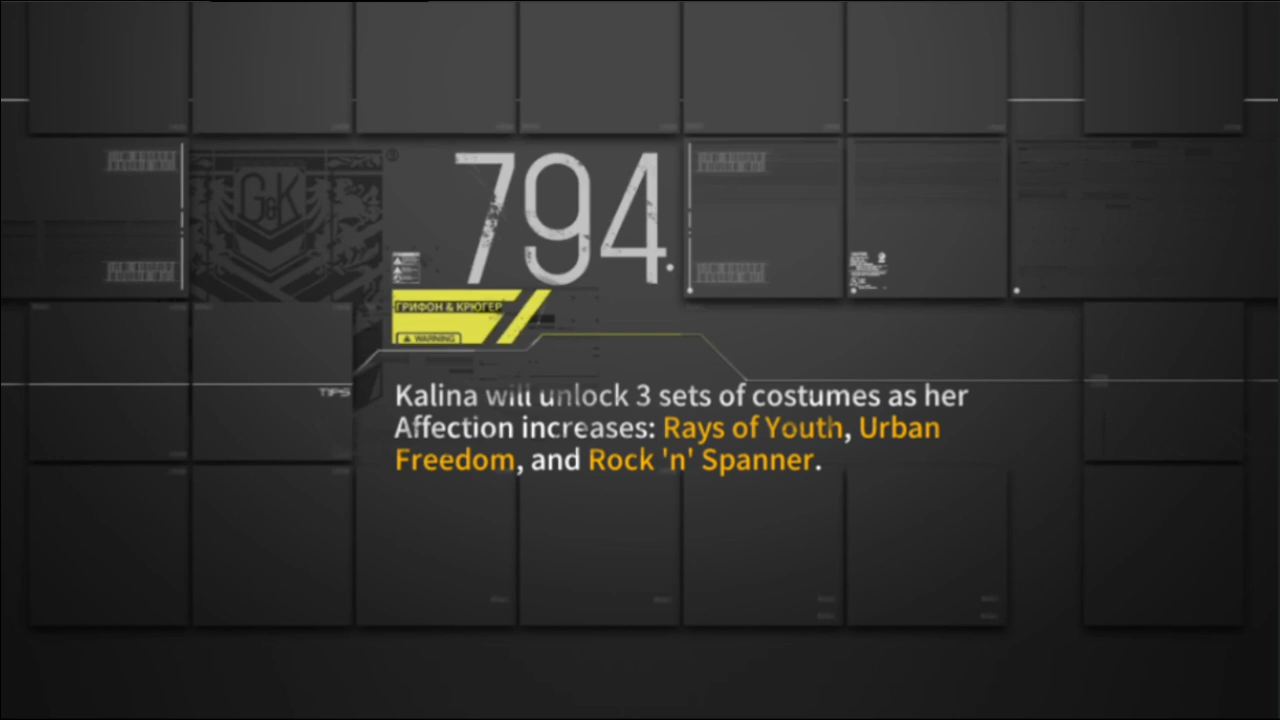 G&K
794.
ГРИФОН & КРЮГЕР
WARNING
TIPS
Kalina will unlock 3 sets of costumes as her
Affection increases: Rays of Youth, Urban
Freedom, and Rock 'n' Spanner.